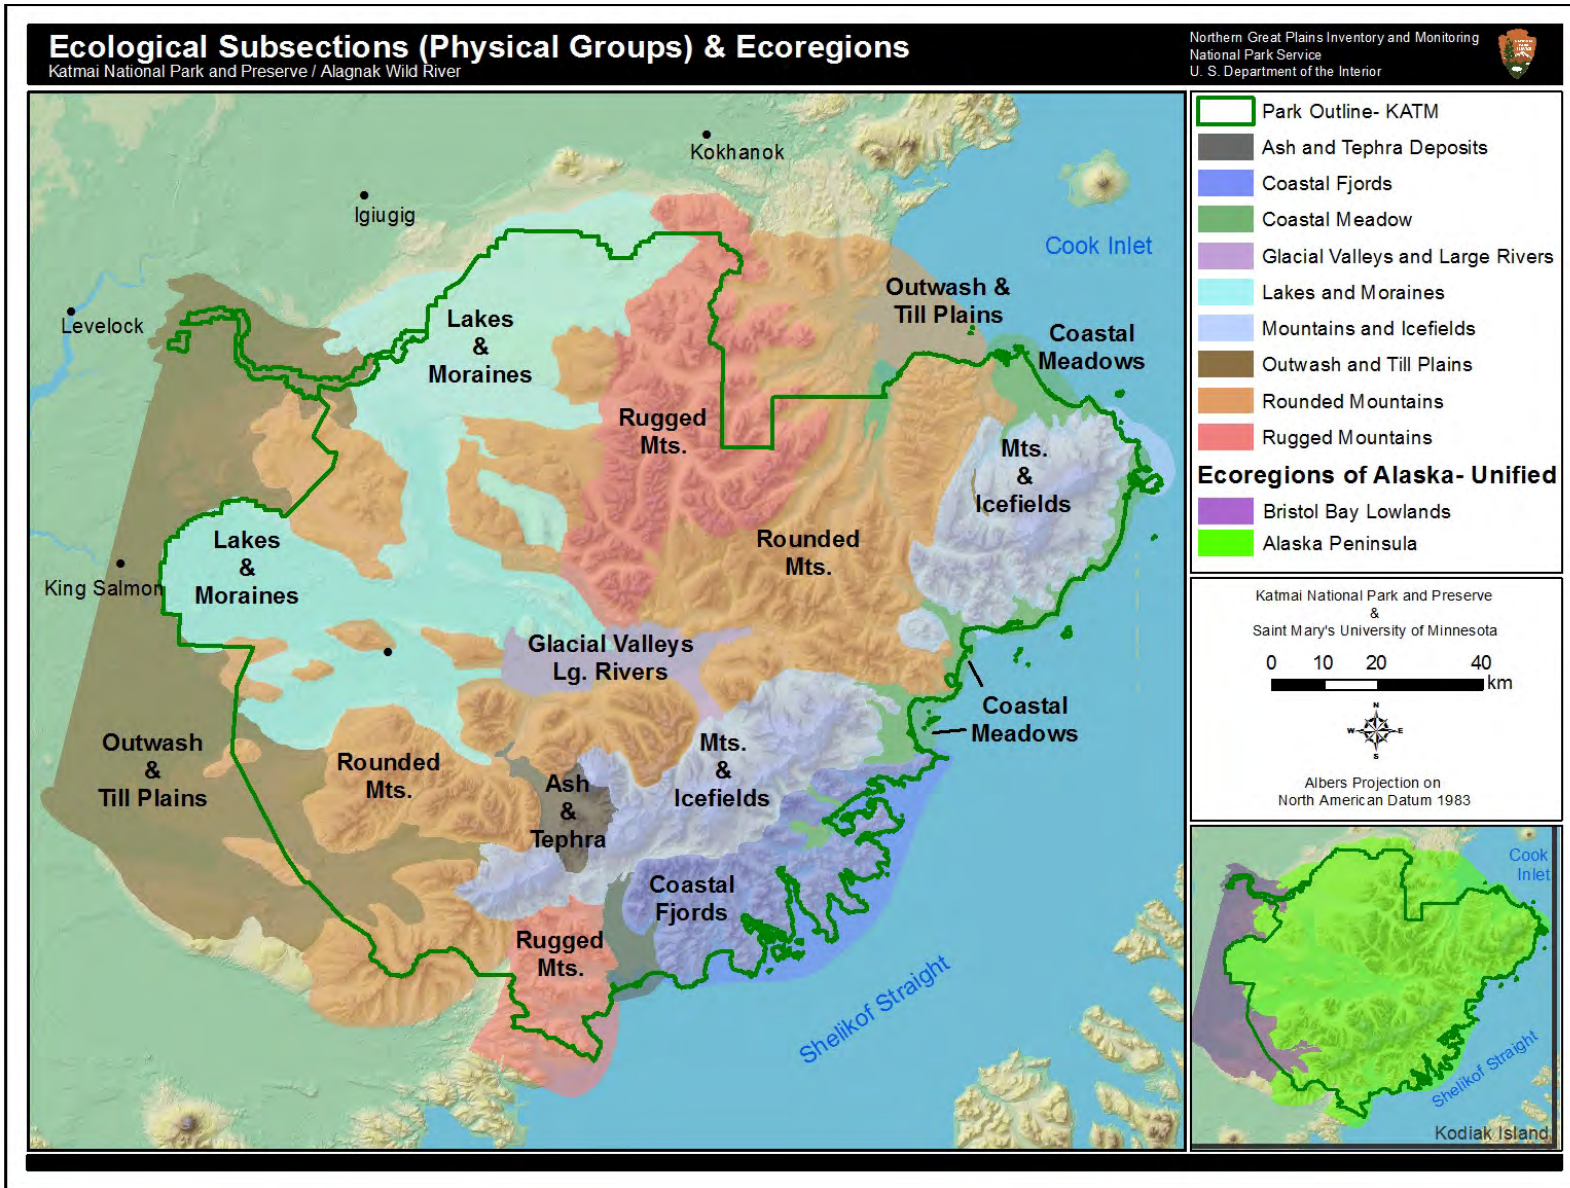 Ecological Subsections (Physical Groups) & Ecoregions
Katmai National Park and Preserve / Alagnak Wild River
Northern Great Plains Inventory and Monitoring
National Park Service
U. S. Department of the Interior
Kokhanok
Igiugig
Levelock
King Salmon
Cook Inlet
Shelikof Straight
Lakes
&
Moraines
Outwash &
Till Plains
Coastal
Meadows
Rugged
Mts.
Mts.
&
Icefields
Lakes
&
Moraines
Rounded
Mts.
Glacial Valleys
Lg. Rivers
Coastal
Meadows
Outwash
&
Till Plains
Rounded
Mts.
Mts.
&
Icefields
Ash
&
Tephra
Coastal
Fjords
Rugged
Mts.
Park Outline- KATM
Ash and Tephra Deposits
Coastal Fjords
Coastal Meadow
Glacial Valleys and Large Rivers
Lakes and Moraines
Mountains and Icefields
Outwash and Till Plains
Rounded Mountains
Rugged Mountains
Ecoregions of Alaska- Unified
Bristol Bay Lowlands
Alaska Peninsula
Katmai National Park and Preserve
&
Saint Mary's University of Minnesota
0 10 20 40
km
N
W E
S
Albers Projection on
North American Datum 1983
Cook
Inlet
Shelikof Straight
Kodiak Island